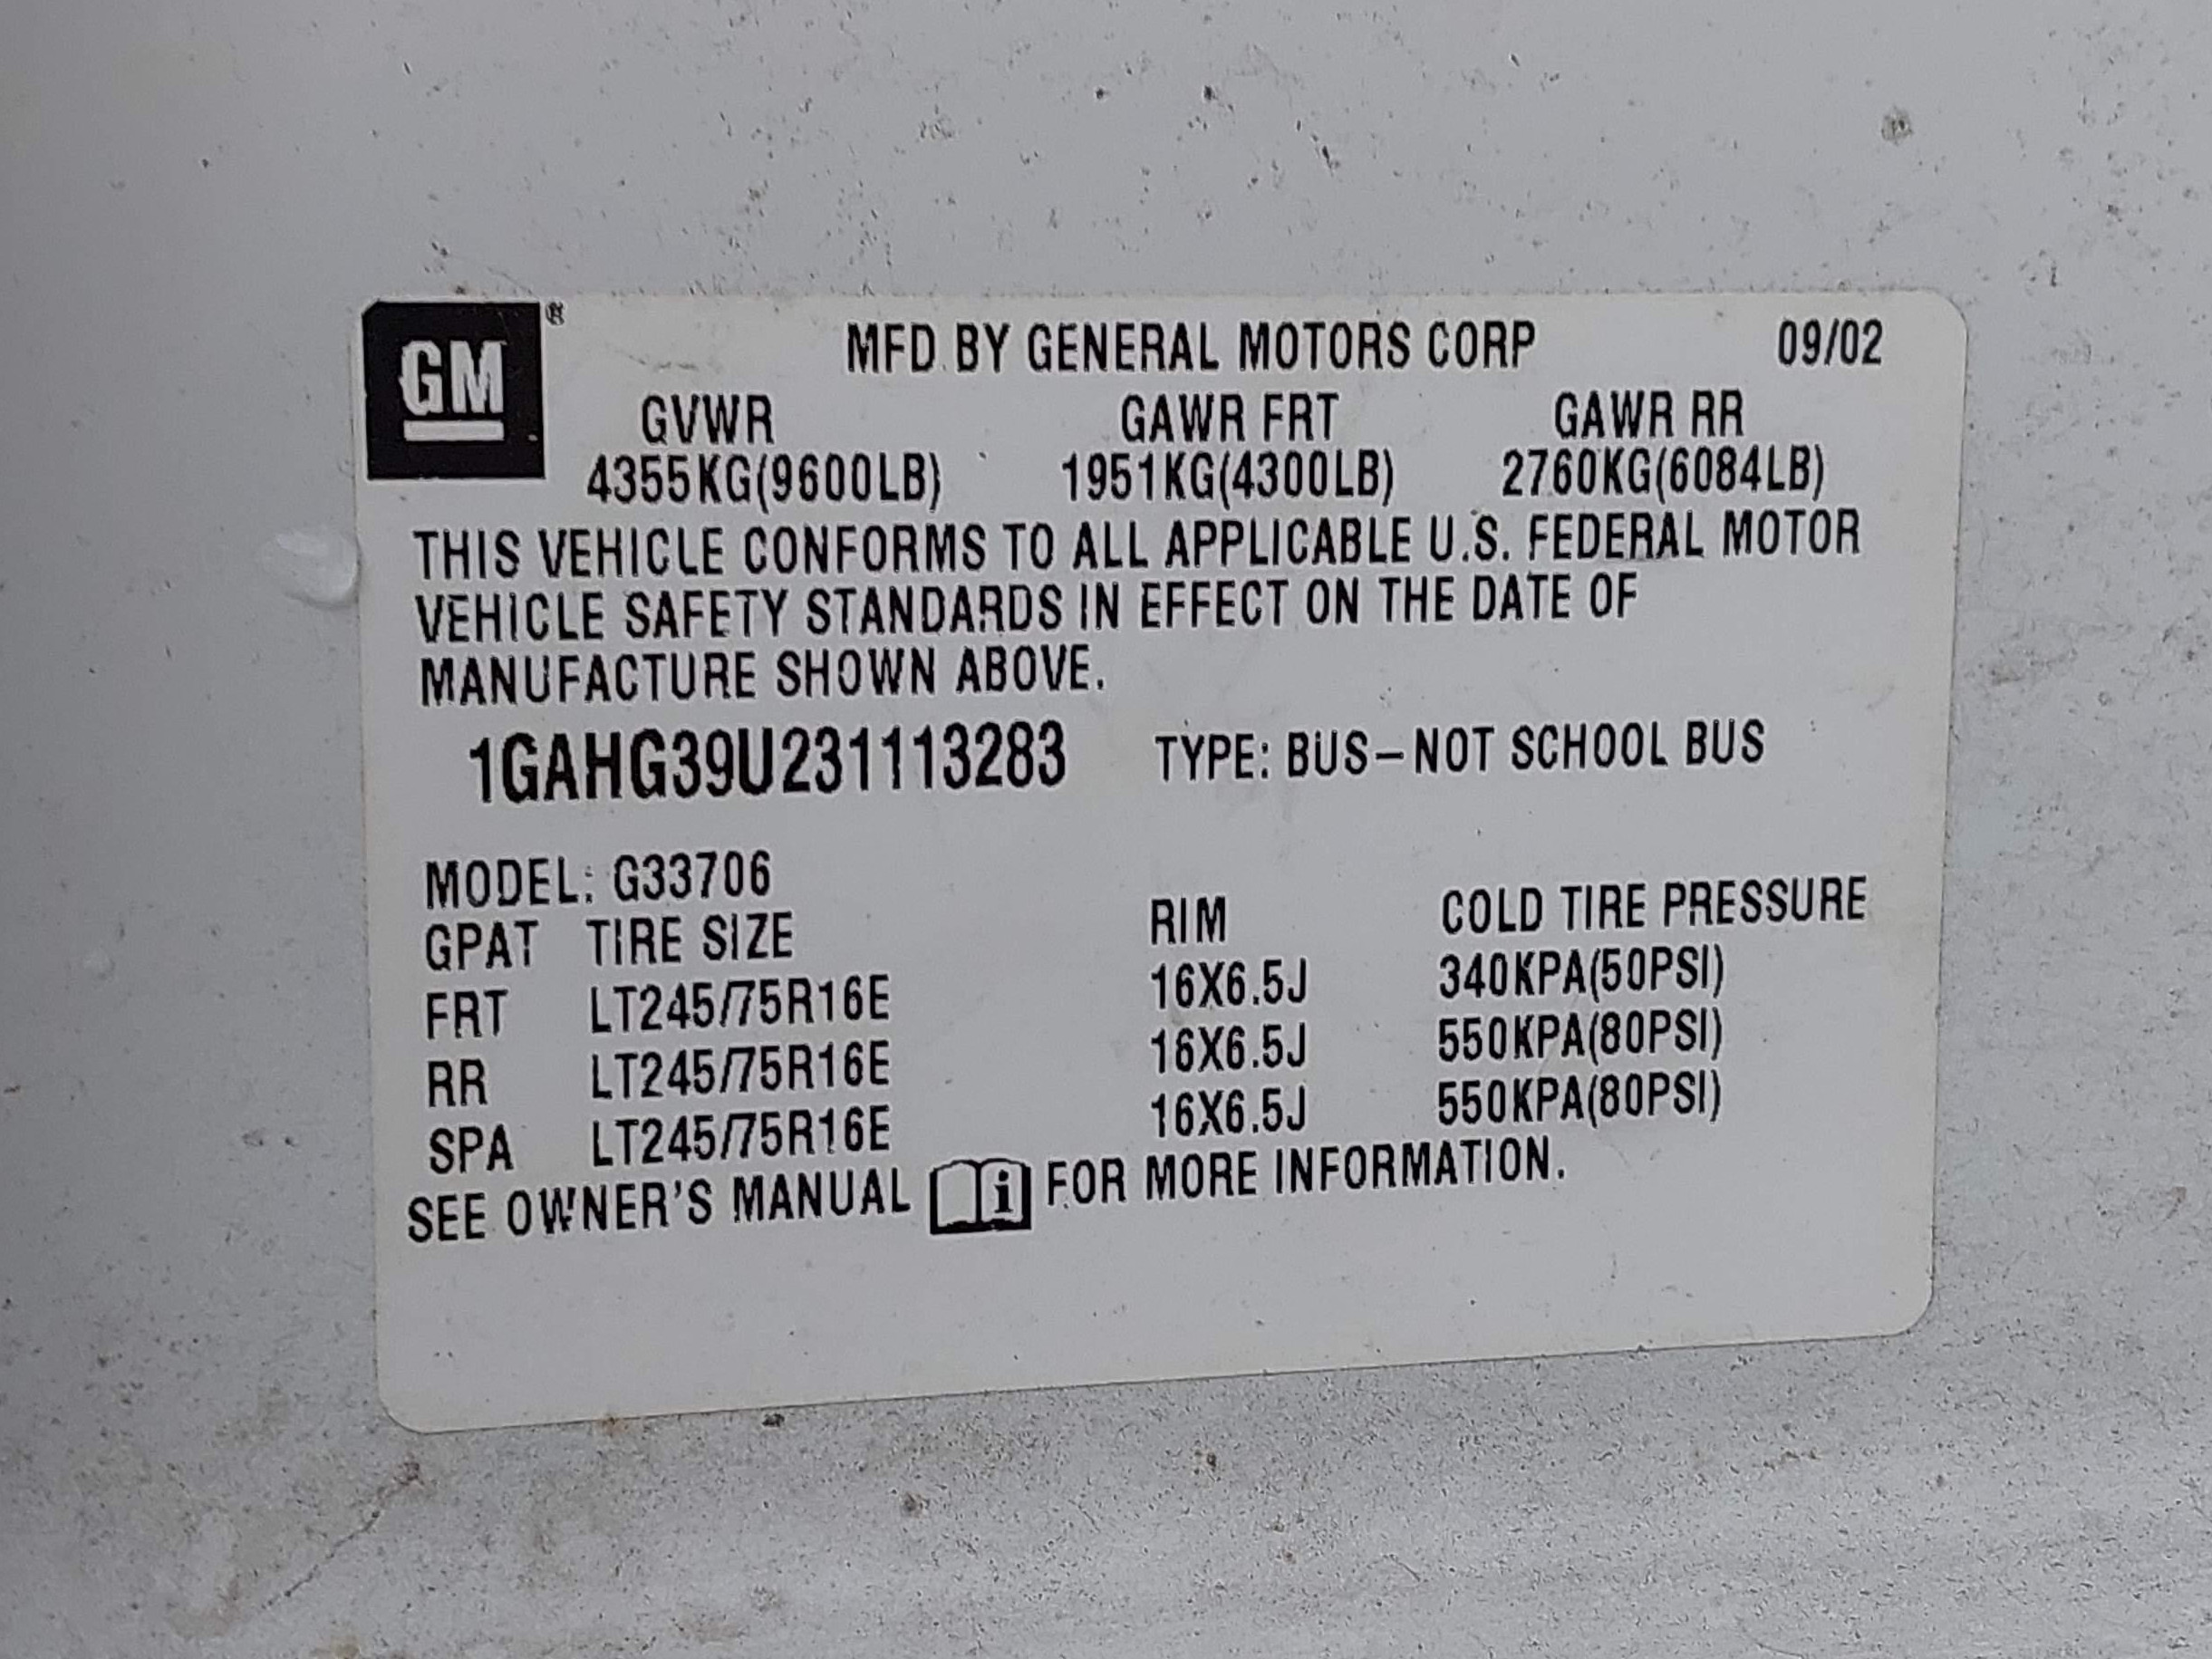 GM ®
MFD BY GENERAL MOTORS CORP 09/02
GVWR GAWR FRT GAWR RR
4355KG(9600LB) 1951KG(4300LB) 2760KG(6084LB)
THIS VEHICLE CONFORMS TO ALL APPLICABLE U.S. FEDERAL MOTOR
VEHICLE SAFETY STANDARDS IN EFFECT ON THE DATE OF
MANUFACTURE SHOWN ABOVE.
1GAHG39U231113283 TYPE: BUS–NOT SCHOOL BUS
MODEL: G33706
GPAT TIRE SIZE RIM COLD TIRE PRESSURE
FRT LT245/75R16E 16X6.5J 340KPA(50PSI)
RR LT245/75R16E 16X6.5J 550KPA(80PSI)
SPA LT245/75R16E 16X6.5J 550KPA(80PSI)
SEE OWNER'S MANUAL i FOR MORE INFORMATION.